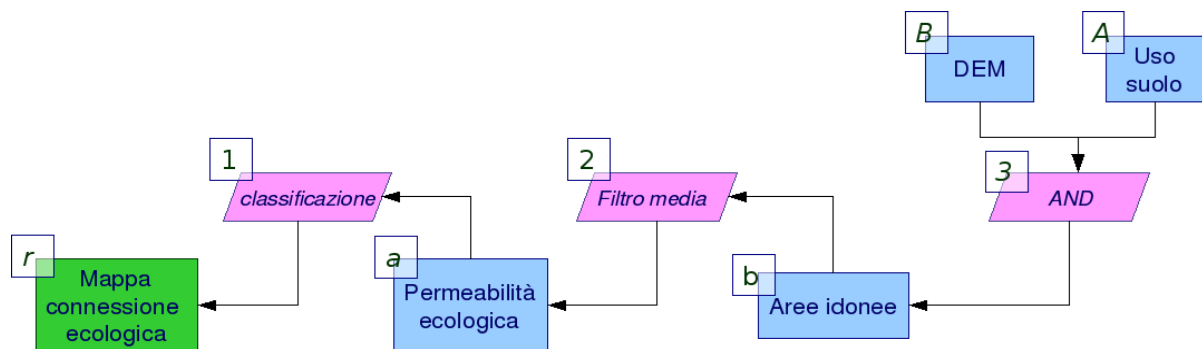 B
DEM
A
Uso
suolo
1
classificazione
2
Filtro media
3
AND
r
Mappa
connessione
ecologica
a
Permeabilità
ecologica
b
Aree idonee